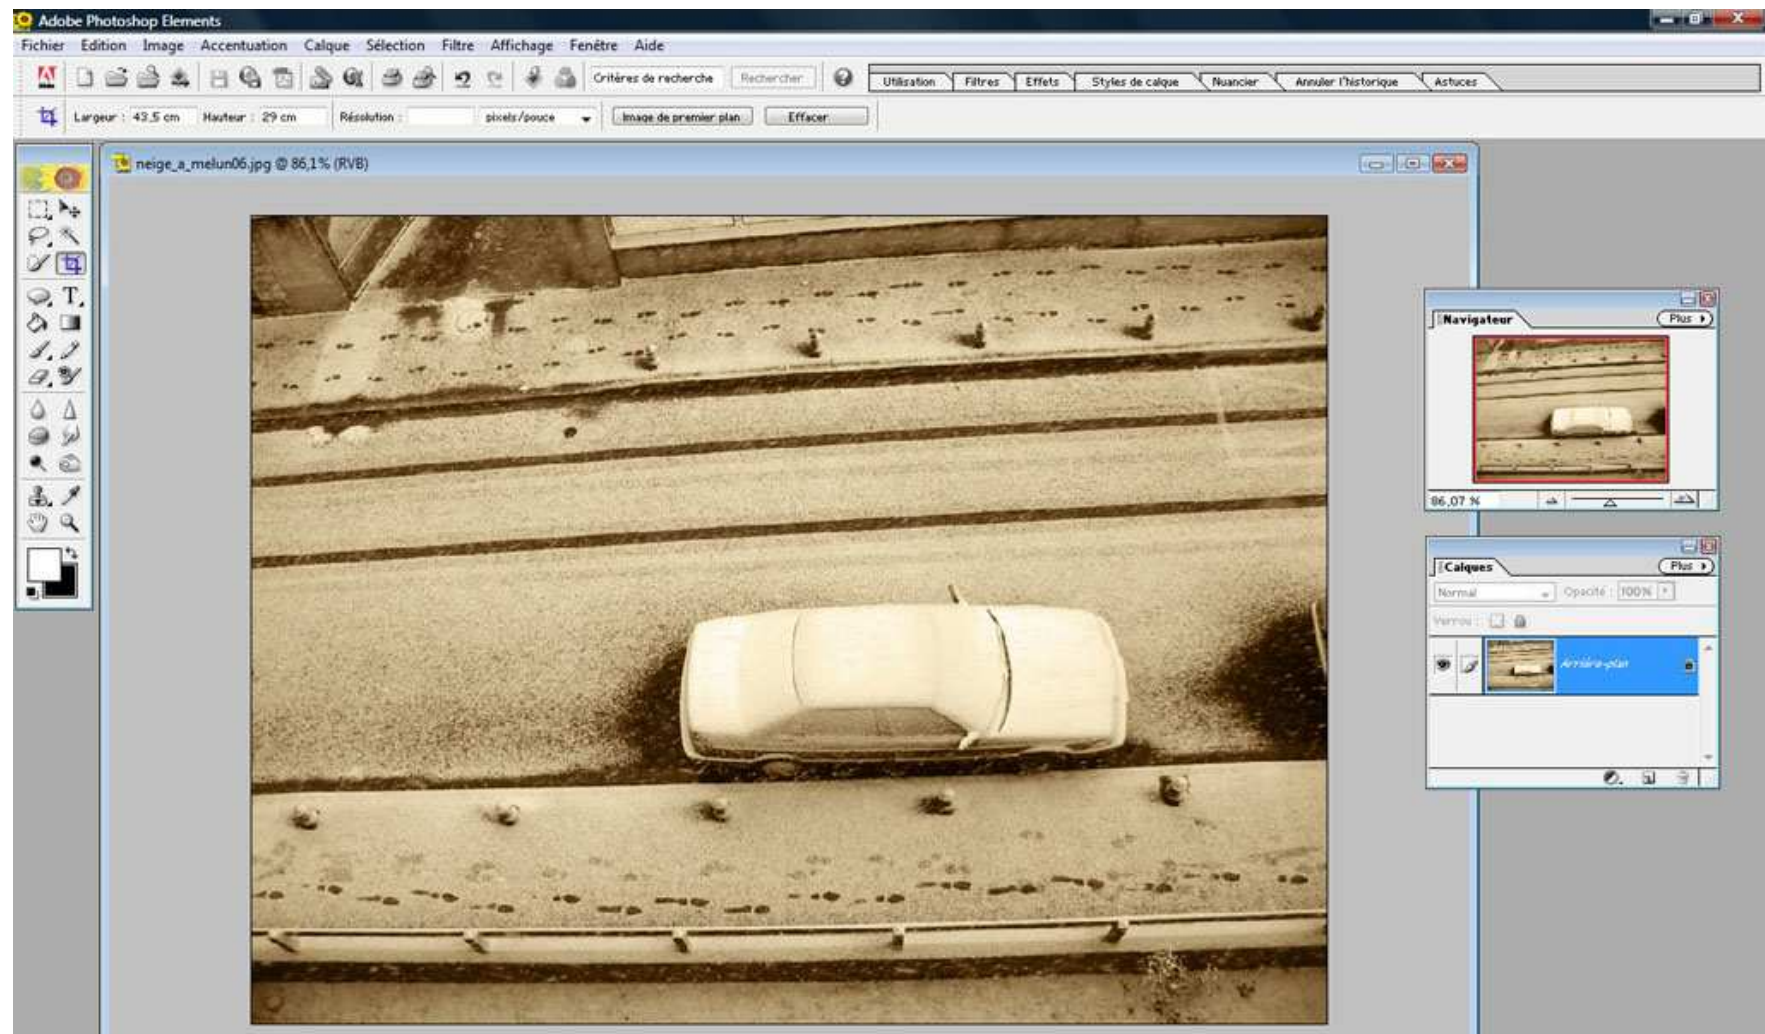 Adobe Photoshop Elements
Fichier Edition Image Accentuation Calque Sélection Filtre Affichage Fenêtre Aide
Critères de recherche Rechercher Utilisation Filtres Effets Styles de calque Nuancier Annuler l'historique Astuces
Largeur : 43,5 cm Hauteur : 29 cm Résolution : pixels/pouce Image de premier plan Effacer
neige_a_melun06.jpg @ 86,1% (RVB)
T
Navigateur Plus
86,07 %
Calques Plus
Normal Opacité : 100%
Verrou :
Arrière-plan